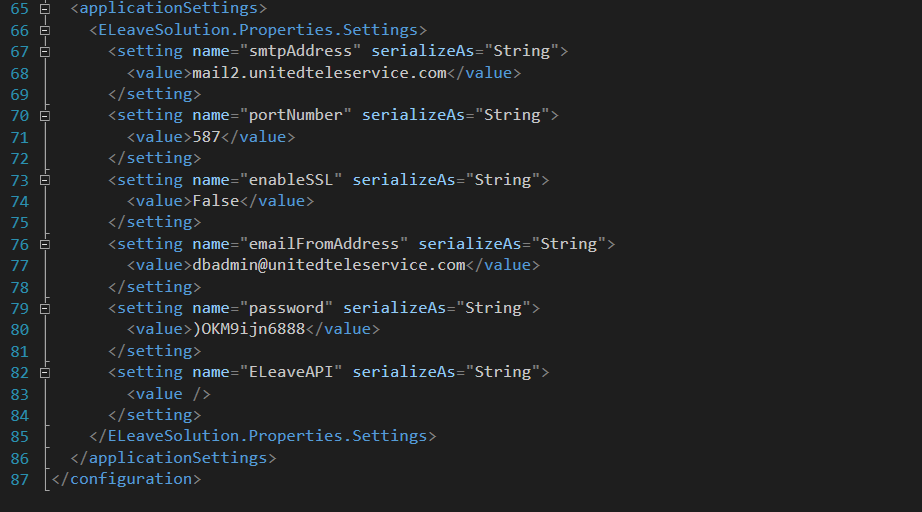 65 <applicationSettings>
66 <ELeaveSolution.Properties.Settings>
67 <setting name="smtpAddress" serializeAs="String">
68 <value>mail2.unitedteleservice.com</value>
69 </setting>
70 <setting name="portNumber" serializeAs="String">
71 <value>587</value>
72 </setting>
73 <setting name="enableSSL" serializeAs="String">
74 <value>False</value>
75 </setting>
76 <setting name="emailFromAddress" serializeAs="String">
77 <value>dbadmin@unitedteleservice.com</value>
78 </setting>
79 <setting name="password" serializeAs="String">
80 <value>)OKM9ijn6888</value>
81 </setting>
82 <setting name="ELeaveAPI" serializeAs="String">
83 <value />
84 </setting>
85 </ELeaveSolution.Properties.Settings>
86 </applicationSettings>
87 </configuration>